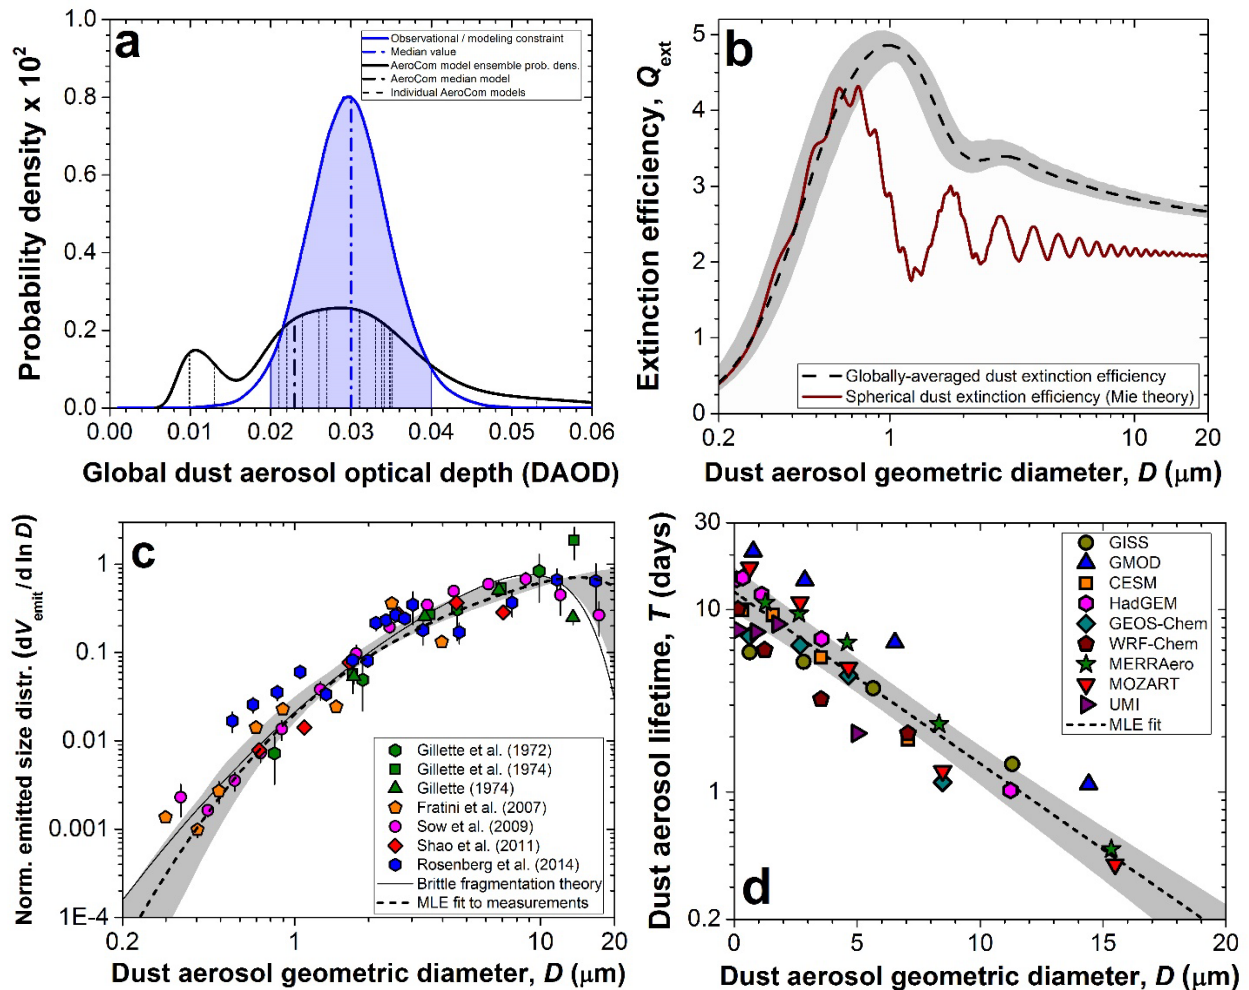 a
Observational / modeling constraint
Median value
AeroCom model ensemble prob. dens.
AeroCom median model
Individual AeroCom models
Probability density x 10²
0.0
0.2
0.4
0.6
0.8
1.0
0.00 0.01 0.02 0.03 0.04 0.05 0.06
Global dust aerosol optical depth (DAOD)
b
Extinction efficiency, Qext
0
1
2
3
4
5
Globally-averaged dust extinction efficiency
Spherical dust extinction efficiency (Mie theory)
0.2 1 10 20
Dust aerosol geometric diameter, D (μm)
c
Norm. emitted size distr. (dVemit / d ln D)
1
0.1
0.01
0.001
1E-4
Gillette et al. (1972)
Gillette et al. (1974)
Gillette (1974)
Fratini et al. (2007)
Sow et al. (2009)
Shao et al. (2011)
Rosenberg et al. (2014)
Brittle fragmentation theory
MLE fit to measurements
0.2 1 10 20
Dust aerosol geometric diameter, D (μm)
d
Dust aerosol lifetime, T (days)
30
10
1
0.2
GISS
GMOD
CESM
HadGEM
GEOS-Chem
WRF-Chem
MERRAero
MOZART
UMI
MLE fit
0 5 10 15 20
Dust aerosol geometric diameter, D (μm)